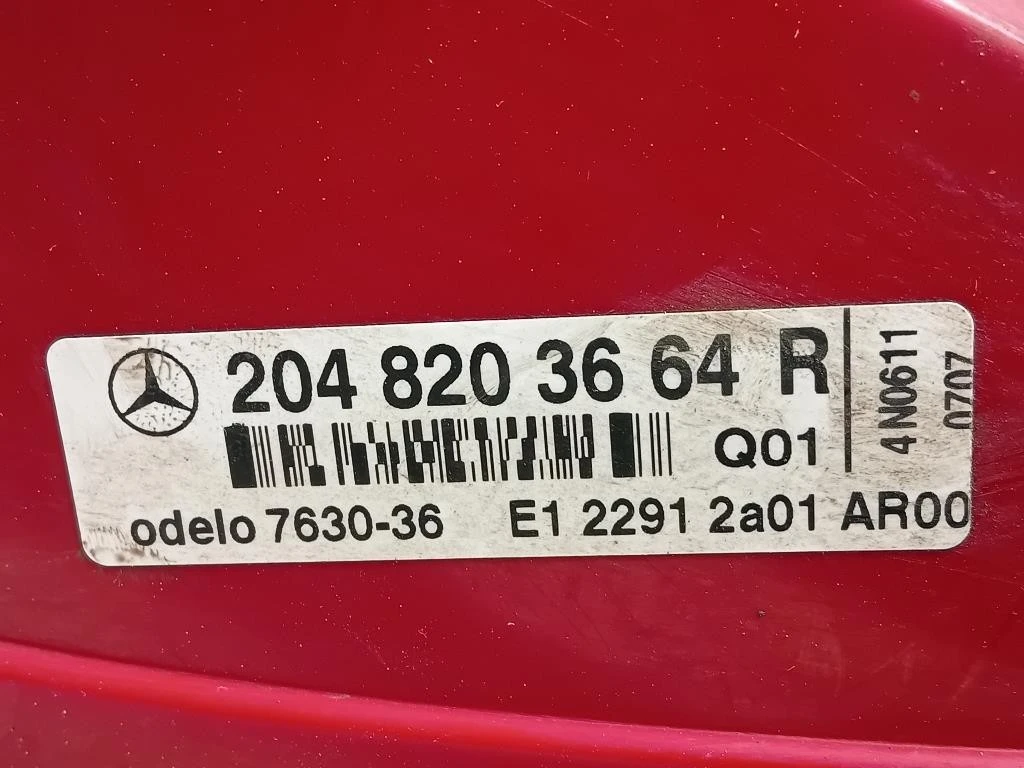 204 820 36 64 R
Q01
odelo 7630-36 E1 2291 2a01 AR00
4N0611
0707